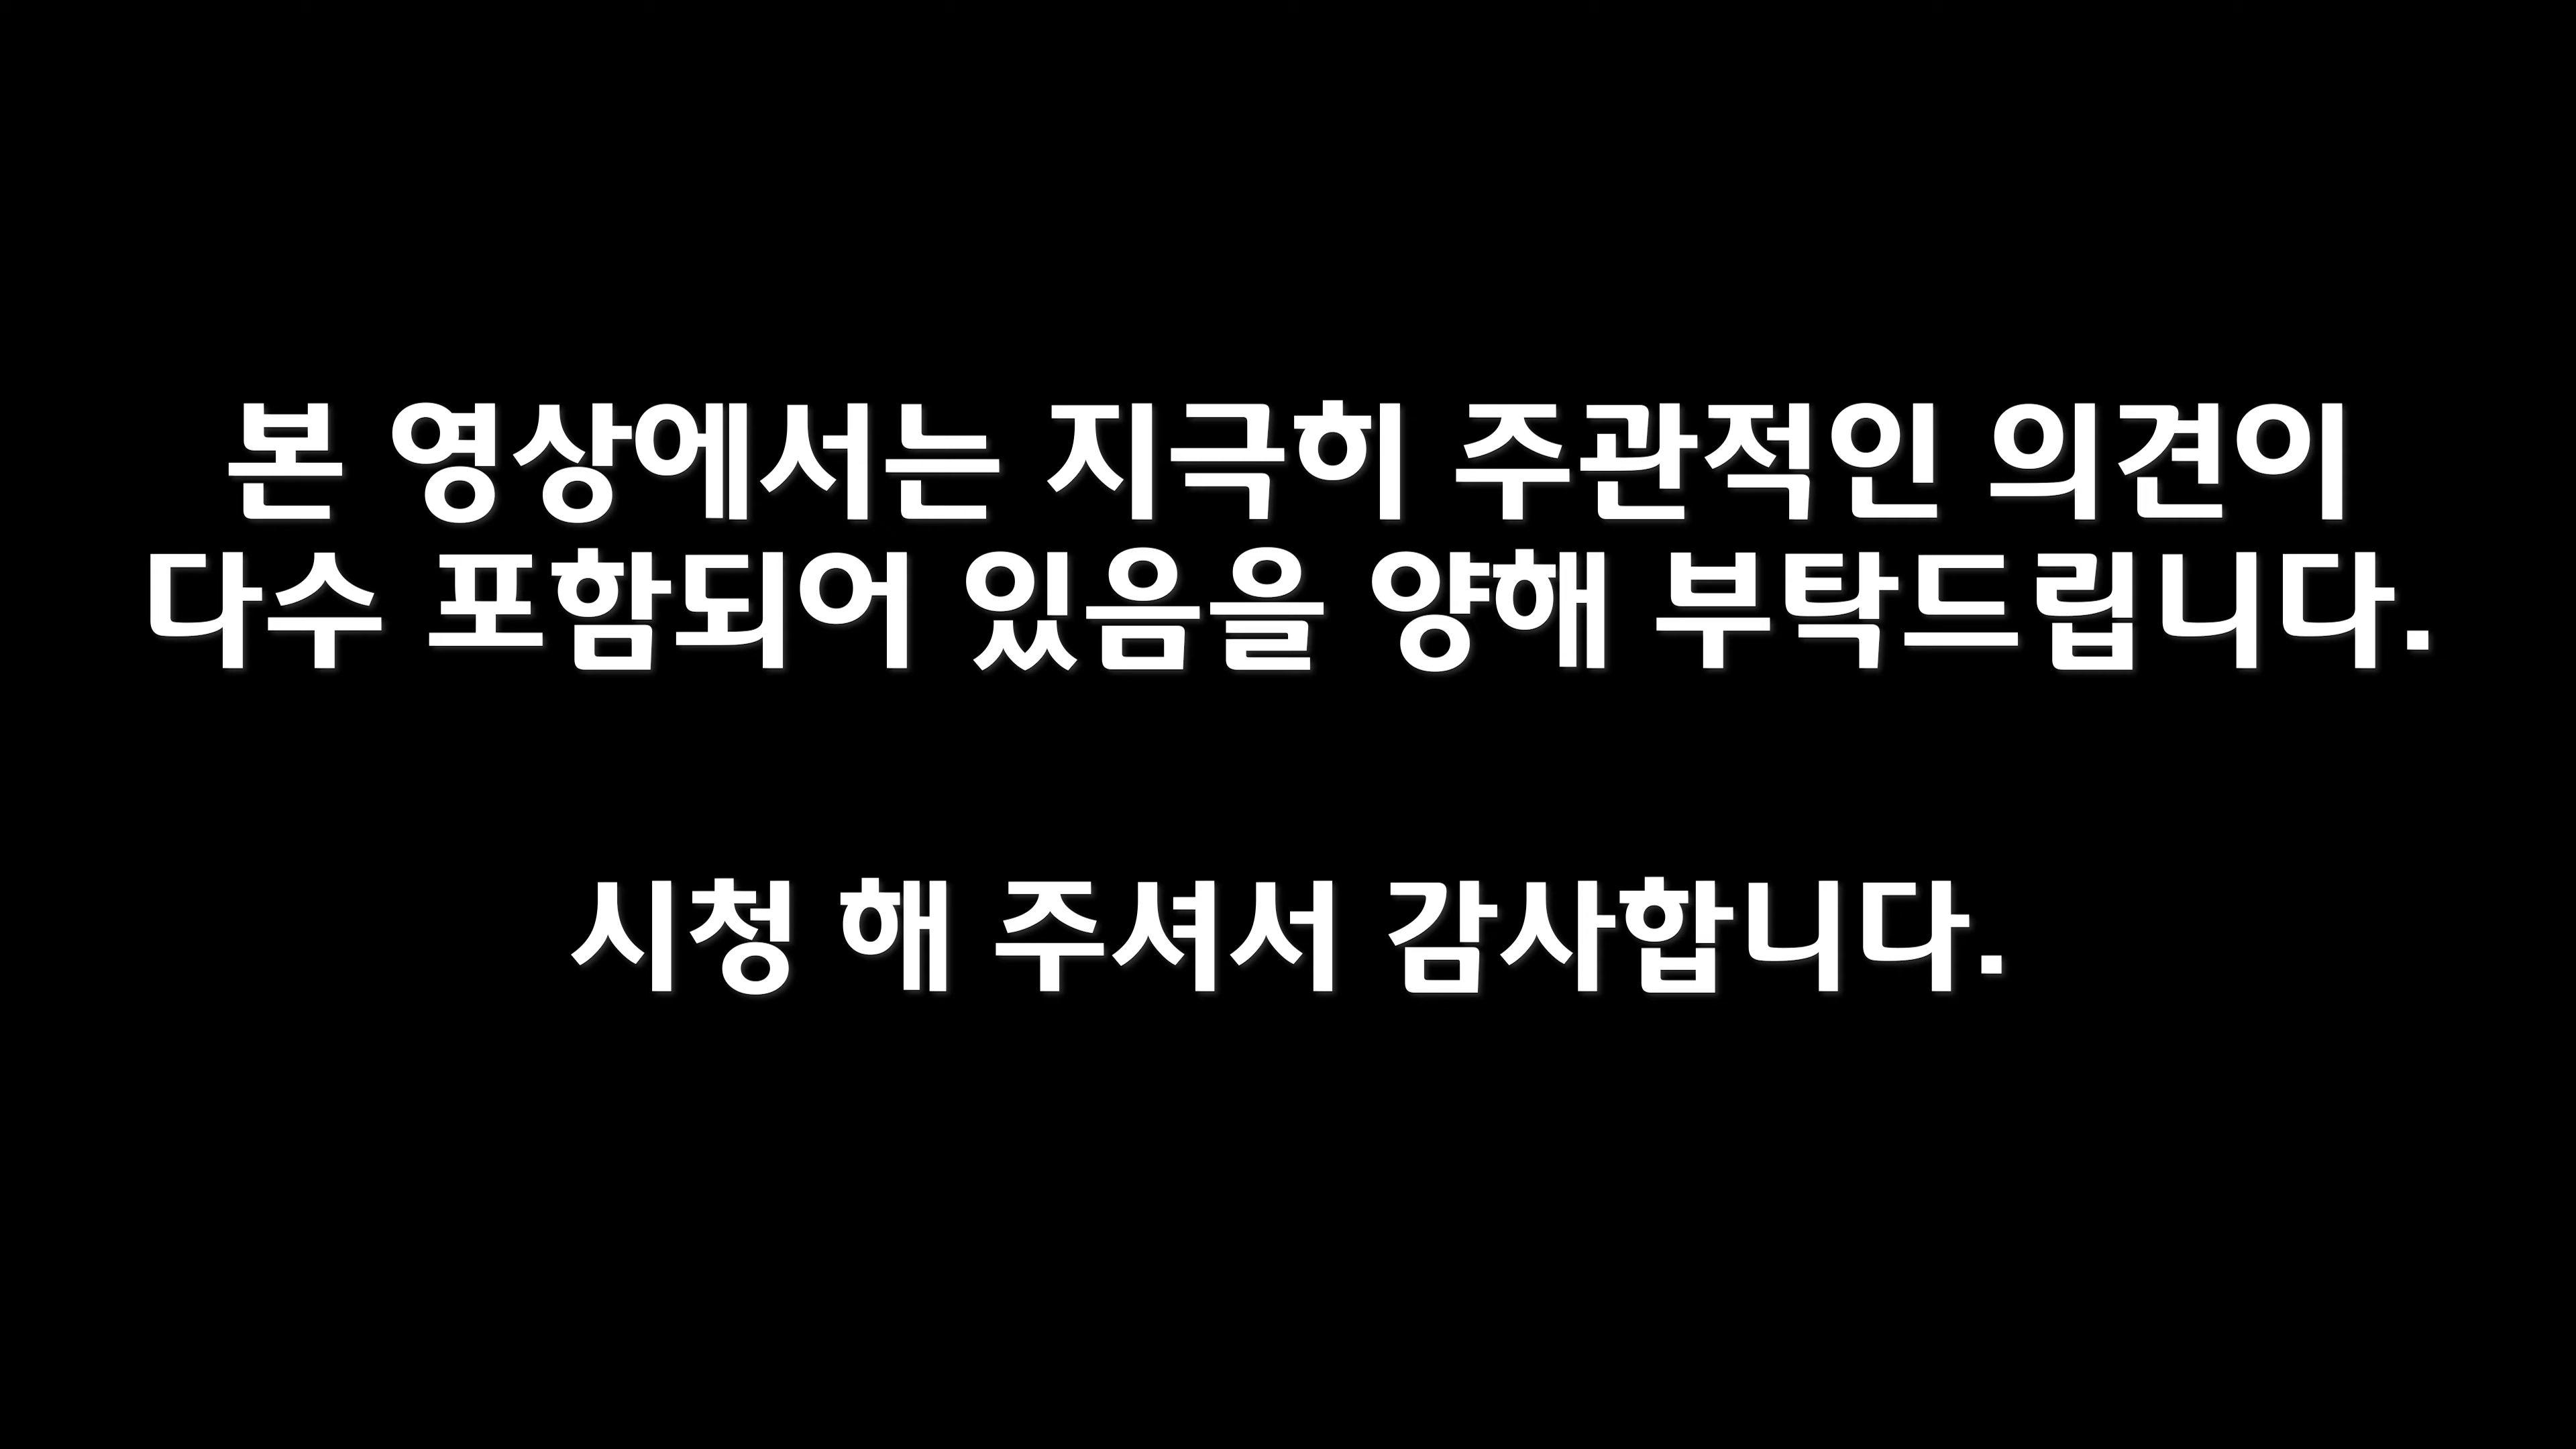 본 영상에서는 지극히 주관적인 의견이
다수 포함되어 있음을 양해 부탁드립니다.
시청 해 주셔서 감사합니다.